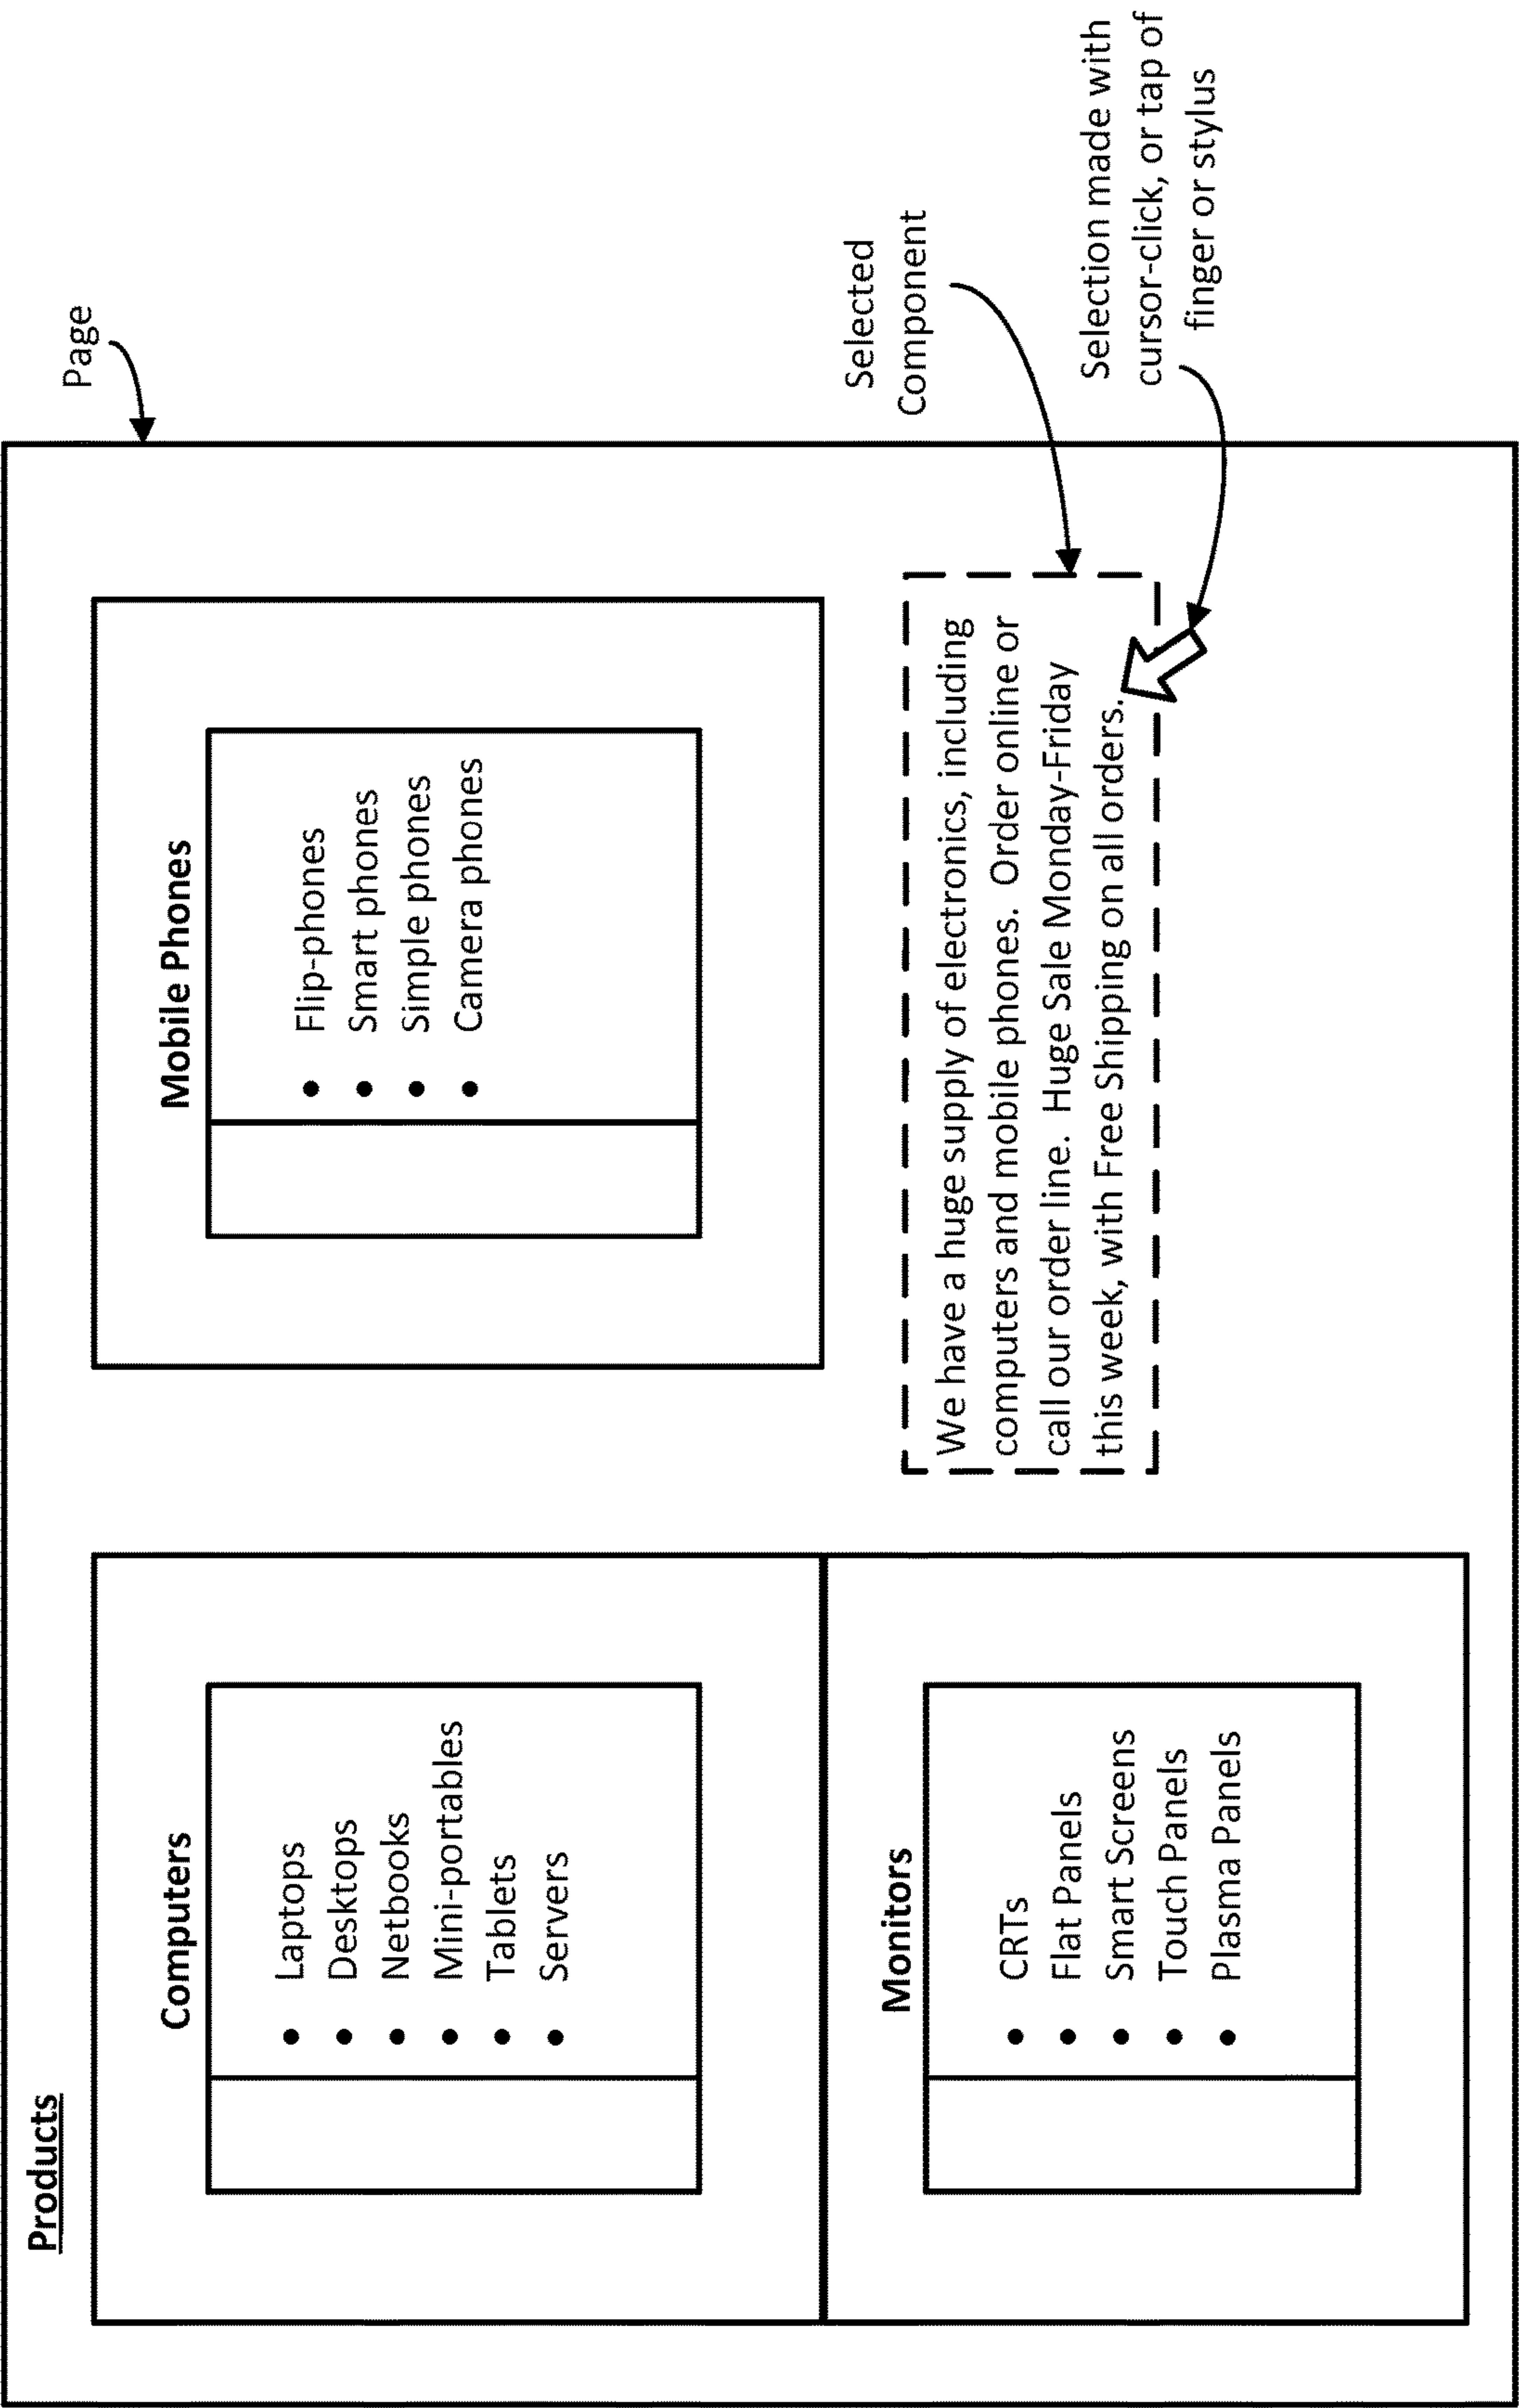 Page
Products
Computers
• Laptops
• Desktops
• Netbooks
• Mini-portables
• Tablets
• Servers
Mobile Phones
• Flip-phones
• Smart phones
• Simple phones
• Camera phones
Monitors
• CRTs
• Flat Panels
• Smart Screens
• Touch Panels
• Plasma Panels
We have a huge supply of electronics, including
computers and mobile phones. Order online or
call our order line. Huge Sale Monday-Friday
this week, with Free Shipping on all orders.
Selected
Component
Selection made with
cursor-click, or tap of
finger or stylus